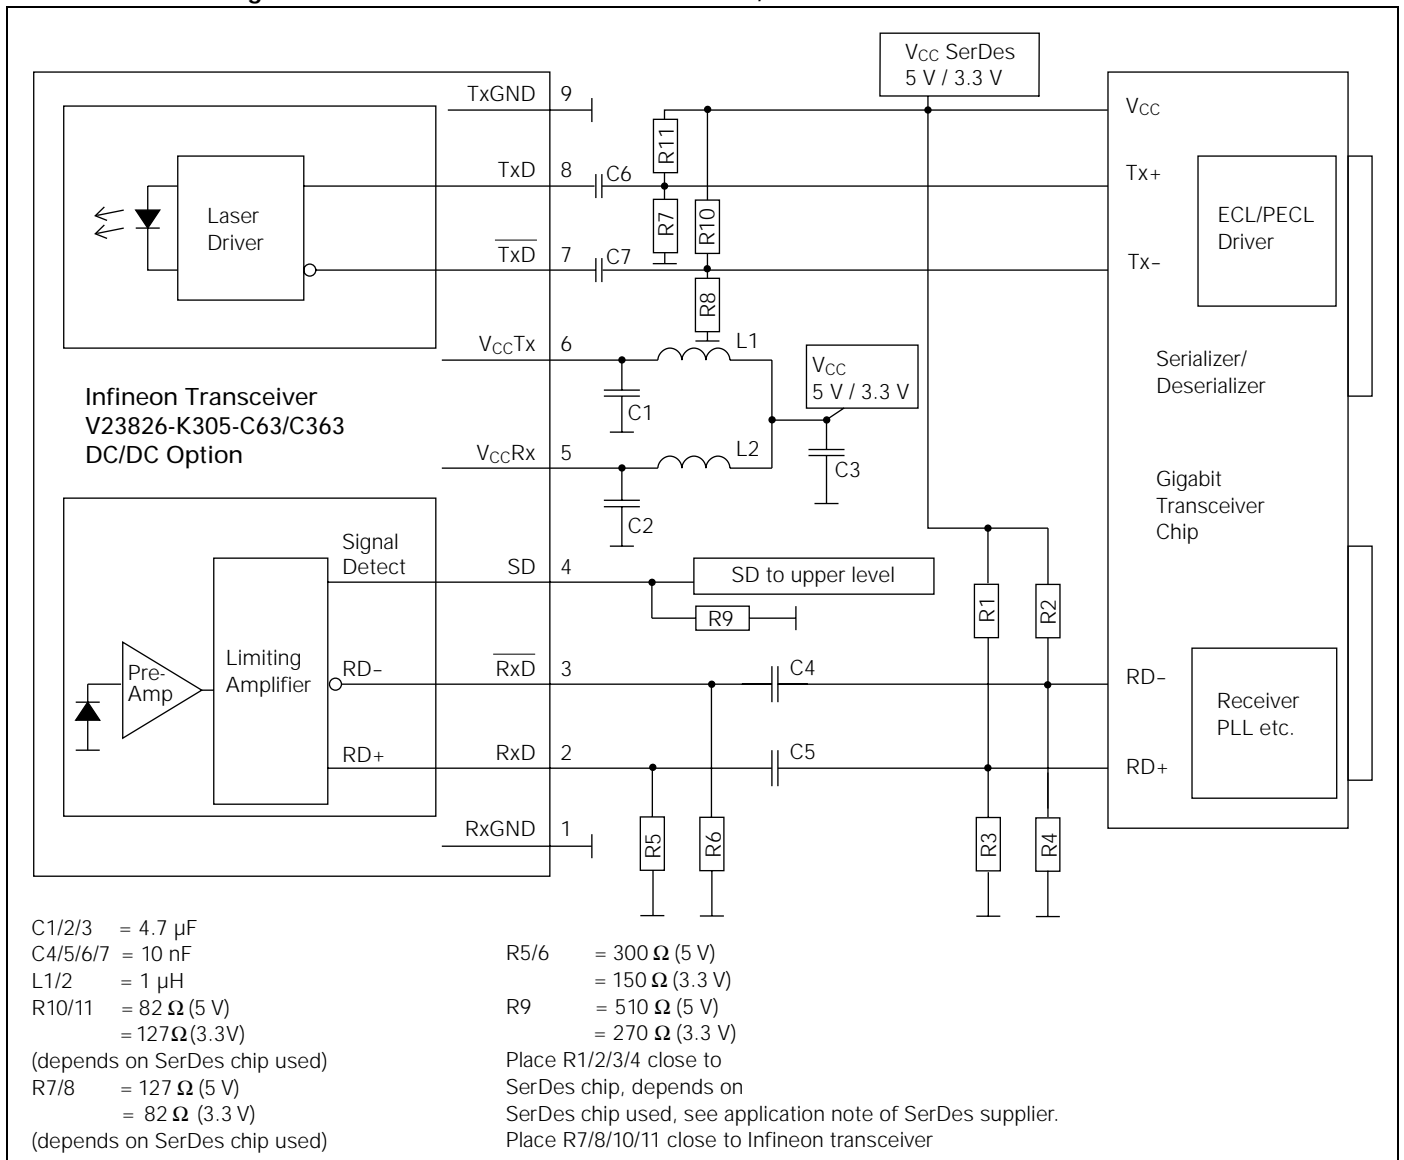 VCC SerDes
5 V / 3.3 V
TxGND 9
VCC
R11
TxD 8 C6
Tx+
Laser
Driver
R7
R10
ECL/PECL
Driver
TxD 7 C7
Tx−
R8
VCCTx 6
L1
VCC
5 V / 3.3 V
Serializer/
Deserializer
Infineon Transceiver
V23826-K305-C63/C363
DC/DC Option
C1
VCCRx 5
L2
C3
Gigabit
Transceiver
Chip
C2
Signal
Detect
SD 4
SD to upper level
R9
R1
R2
Pre-
Amp
Limiting
Amplifier
RD−
RxD 3
C4
RD−
Receiver
PLL etc.
RD+
RxD 2
C5
RD+
RxGND 1
R5
R6
R3
R4
C1/2/3 = 4.7 µF
C4/5/6/7 = 10 nF
L1/2 = 1 µH
R10/11 = 82 Ω (5 V)
= 127Ω(3.3V)
(depends on SerDes chip used)
R7/8 = 127 Ω (5 V)
= 82 Ω (3.3 V)
(depends on SerDes chip used)
R5/6 = 300 Ω (5 V)
= 150 Ω (3.3 V)
R9 = 510 Ω (5 V)
= 270 Ω (3.3 V)
Place R1/2/3/4 close to
SerDes chip, depends on
SerDes chip used, see application note of SerDes supplier.
Place R7/8/10/11 close to Infineon transceiver